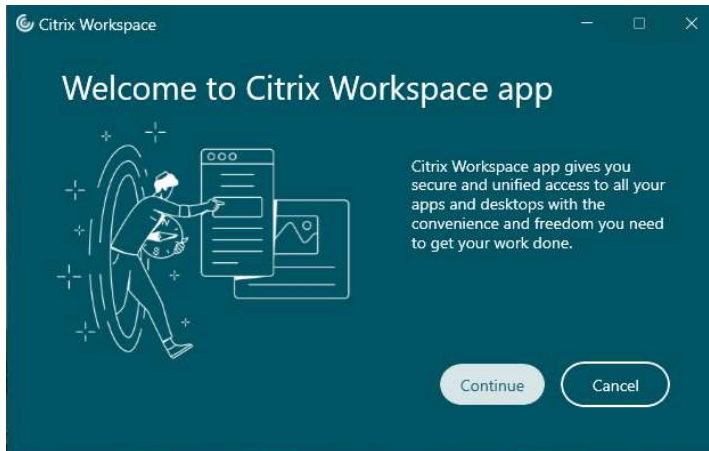 Citrix Workspace
Welcome to Citrix Workspace app
Citrix Workspace app gives you
secure and unified access to all your
apps and desktops with the
convenience and freedom you need
to get your work done.
Continue
Cancel